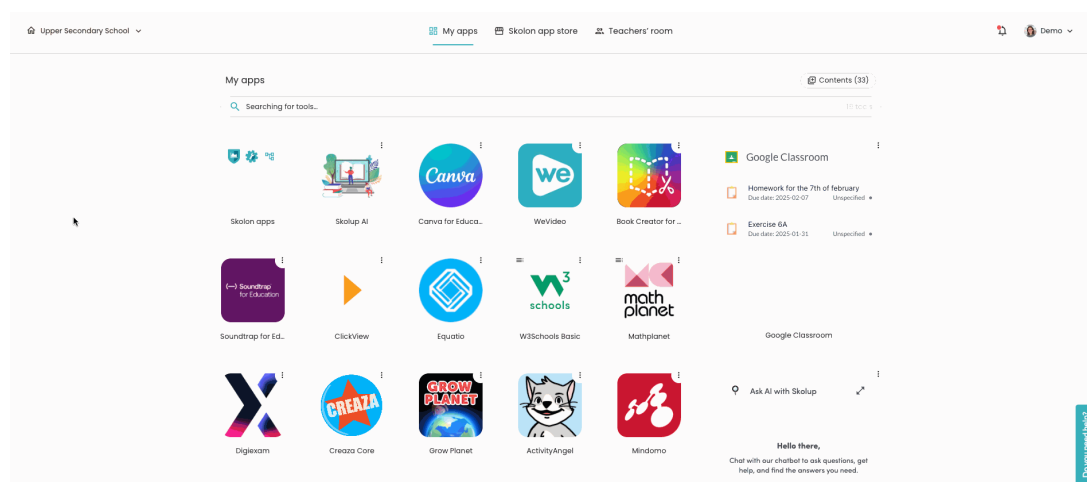 Upper Secondary School
My apps
Skolon app store
Teachers' room
Demo
My apps
Contents (33)
Searching for tools...
Skolon apps
Skolup AI
Canva
Canva for Educa...
we
WeVideo
Book Creator for ...
Google Classroom
Homework for the 7th of february
Due date: 2025-02-07 Unspecified
Exercise 6A
Due date: 2025-01-31 Unspecified
Google Classroom
Soundtrap
for Education
Soundtrap for Ed...
ClickView
Equatio
w3
schools
W3Schools Basic
math
planet
Mathplanet
Digiexam
CREAZA
Creaza Core
GROW
PLANET
Grow Planet
ActivityAngel
Mindomo
Ask AI with Skolup
Hello there,
Chat with our chatbot to ask questions, get
help, and find the answers you need.
Do you need help?